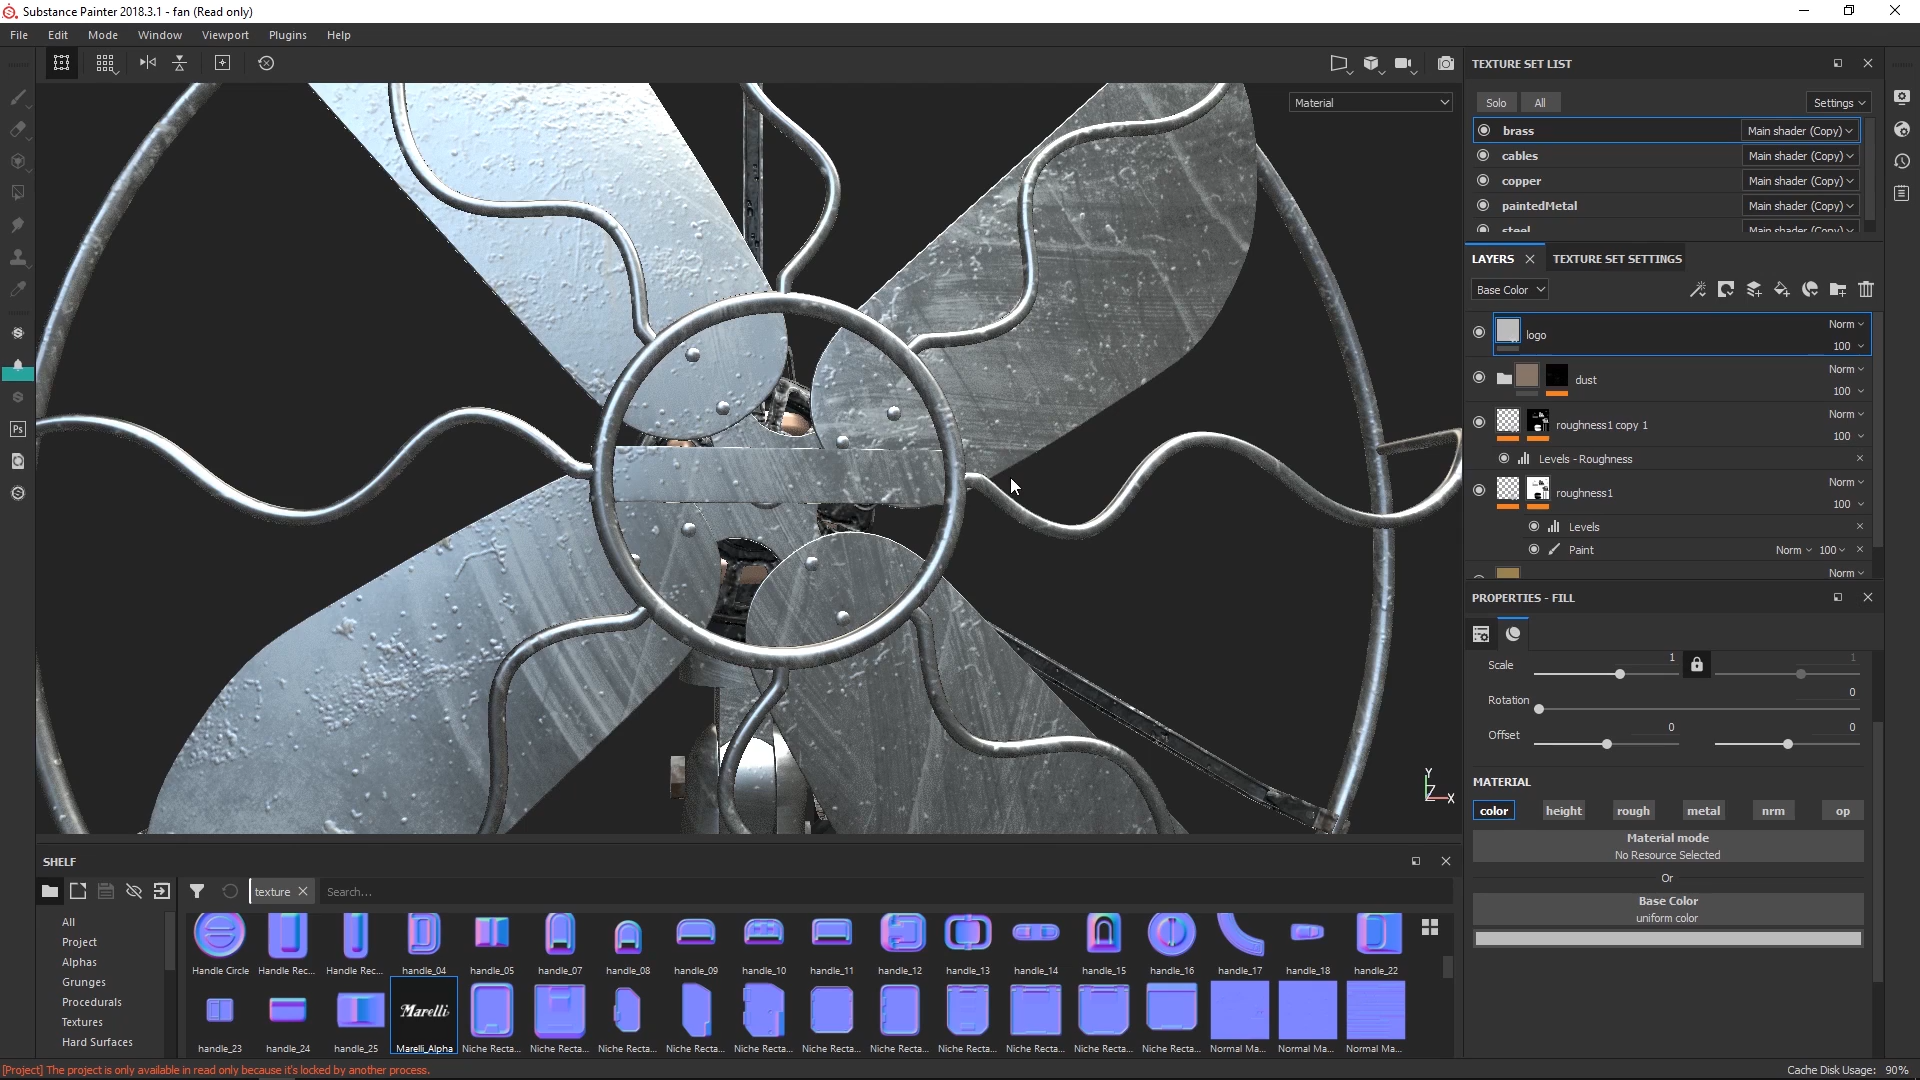 Substance Painter 2018.3.1 - fan (Read only)
File Edit Mode Window Viewport Plugins Help
Material
TEXTURE SET LIST
Solo All Settings
brass Main shader (Copy)
cables Main shader (Copy)
copper Main shader (Copy)
paintedMetal Main shader (Copy)
steel Main shader (Copy)
LAYERS TEXTURE SET SETTINGS
Base Color
logo Norm 100
dust Norm 100
roughness1 copy 1 Norm 100
Levels - Roughness
roughness1 Norm 100
Levels
Paint Norm 100
Norm
PROPERTIES - FILL
Scale 1 1
Rotation 0
Offset 0 0
MATERIAL
color height rough metal nrm op
Material mode
No Resource Selected
Or
Base Color
uniform color
Y
Z X
Ps
SHELF
texture Search...
All
Project
Alphas
Grunges
Procedurals
Textures
Hard Surfaces
Handle Circle Handle Rec... Handle Rec... handle_04 handle_05 handle_07 handle_08 handle_09 handle_10 handle_11 handle_12 handle_13 handle_14 handle_15 handle_16 handle_17 handle_18 handle_22
Marelli
handle_23 handle_24 handle_25 Marelli_Alpha Niche Recta... Niche Recta... Niche Recta... Niche Recta... Niche Recta... Niche Recta... Niche Recta... Niche Recta... Niche Recta... Niche Recta... Niche Recta... Normal Ma... Normal Ma... Normal Ma...
[Project] The project is only available in read only because it's locked by another process.
Cache Disk Usage: 90%